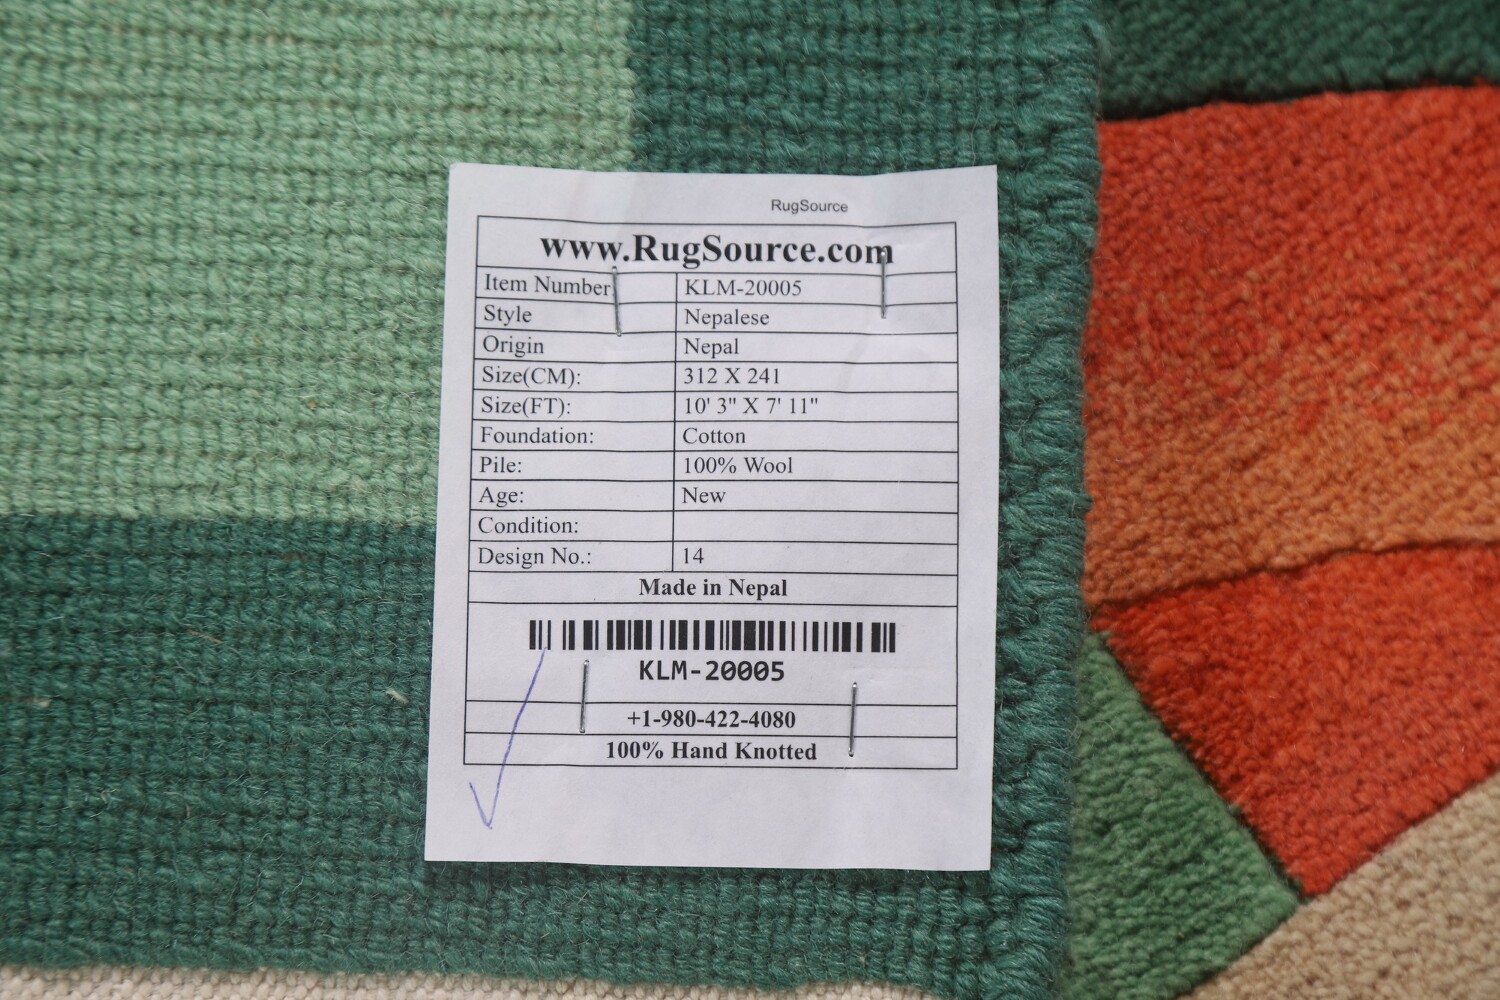 RugSource
www.RugSource.com
Item Number KLM-20005
Style Nepalese
Origin Nepal
Size(CM): 312 X 241
Size(FT): 10' 3" X 7' 11"
Foundation: Cotton
Pile: 100% Wool
Age: New
Condition:
Design No.: 14
Made in Nepal
KLM-20005
+1-980-422-4080
100% Hand Knotted